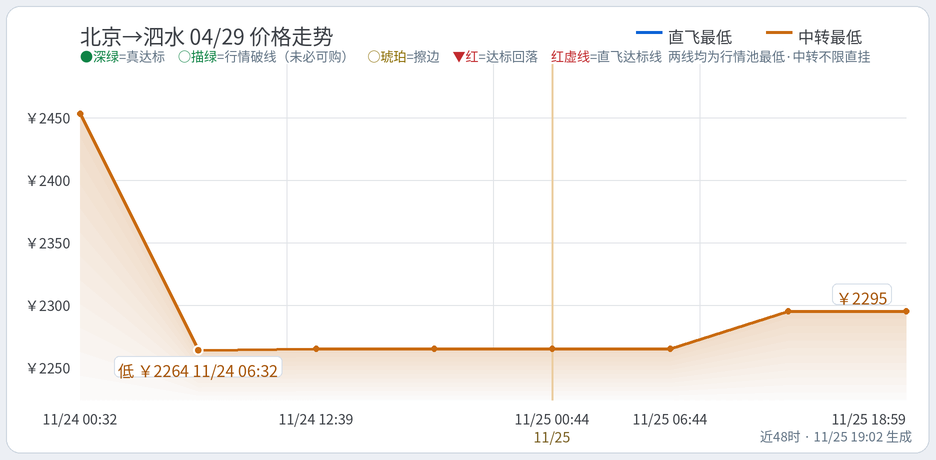 北京→泗水 04/29 价格走势
直飞最低 中转最低
●深绿=真达标 ○描绿=行情破线（未必可购） ○琥珀=擦边 ▼红=达标回落 红虚线=直飞达标线 两线均为行情池最低·中转不限直挂
￥2450
￥2400
￥2350
￥2300
￥2250
￥2295
低 ￥2264 11/24 06:32
11/24 00:32 11/24 12:39 11/25 00:44 11/25 06:44 11/25 18:59
11/25
近48时 · 11/25 19:02 生成